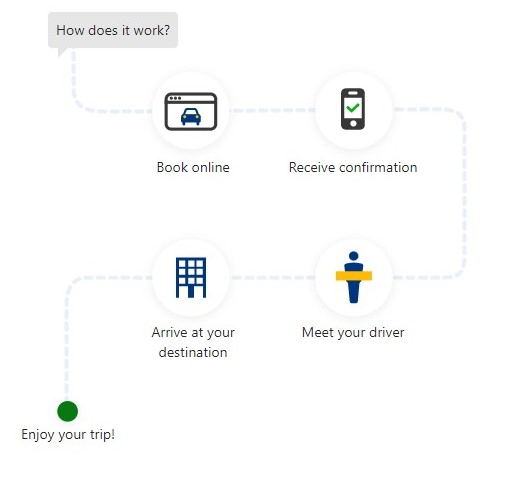 How does it work?
Book online
Receive confirmation
Meet your driver
Arrive at your
destination
Enjoy your trip!